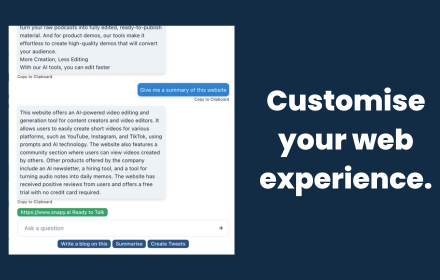 turn your raw podcasts into fully edited, ready-to-publish
material. And for product demos, our tools make it
effortless to create high-quality demos that will convert
your audience.
More Creation, Less Editing
With our AI tools, you can edit faster
Copy to Clipboard
Give me a summary of this website
Copy to Clipboard
This website offers an AI-powered video editing and
generation tool for content creators and video editors. It
allows users to easily create short videos for various
platforms, such as YouTube, Instagram, and TikTok, using
prompts and AI technology. The website also features a
community section where users can view videos created
by others. Other products offered by the company
include an AI newsletter, a hiring tool, and a tool for
turning audio notes into daily memos. The website has
received positive reviews from users and offers a free
trial with no credit card required.
Copy to Clipboard
https://www.snapy.ai Ready to Talk
Ask a question
Write a blog on this
Summarise
Create Tweets
Customise
your web
experience.